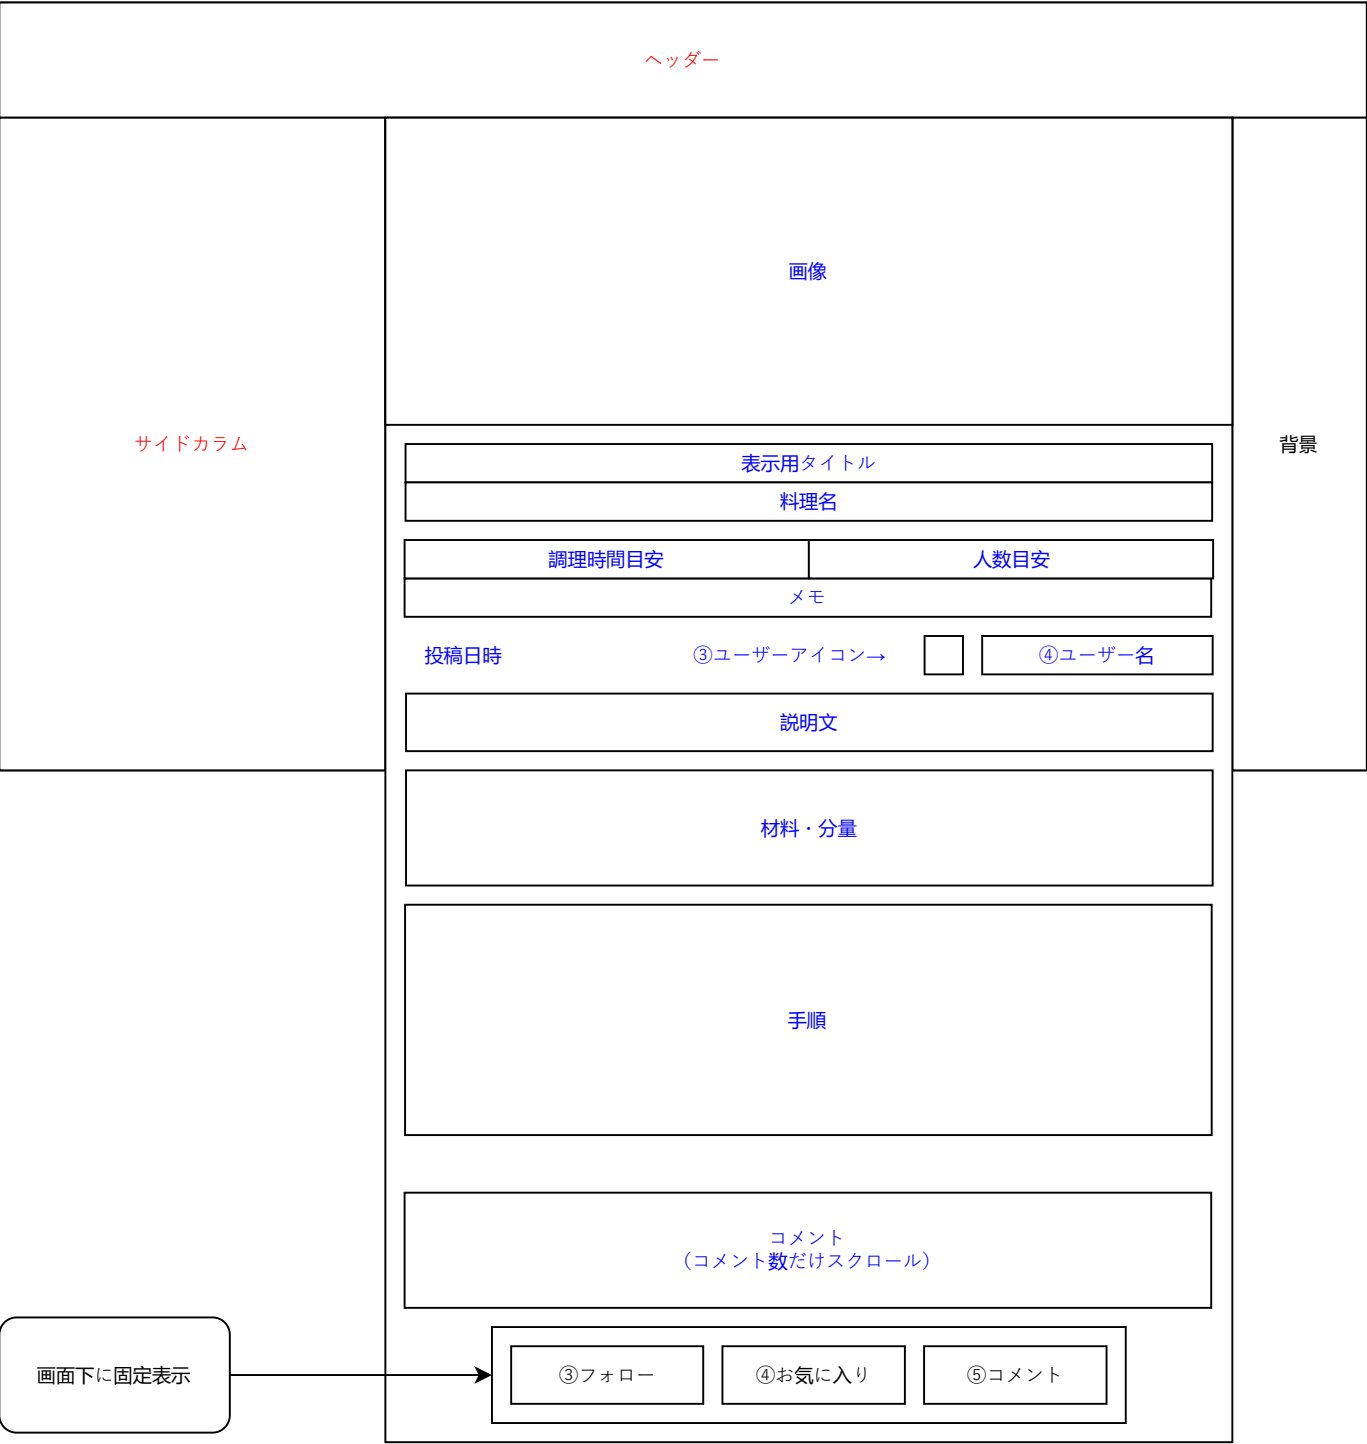 ヘッダー
画像
サイドカラム
背景
表示用タイトル
料理名
調理時間目安
人数目安
メモ
投稿日時
③ユーザーアイコン→
④ユーザー名
説明文
材料・分量
手順
コメント
（コメント数だけスクロール）
画面下に固定表示
③フォロー
④お気に入り
⑤コメント